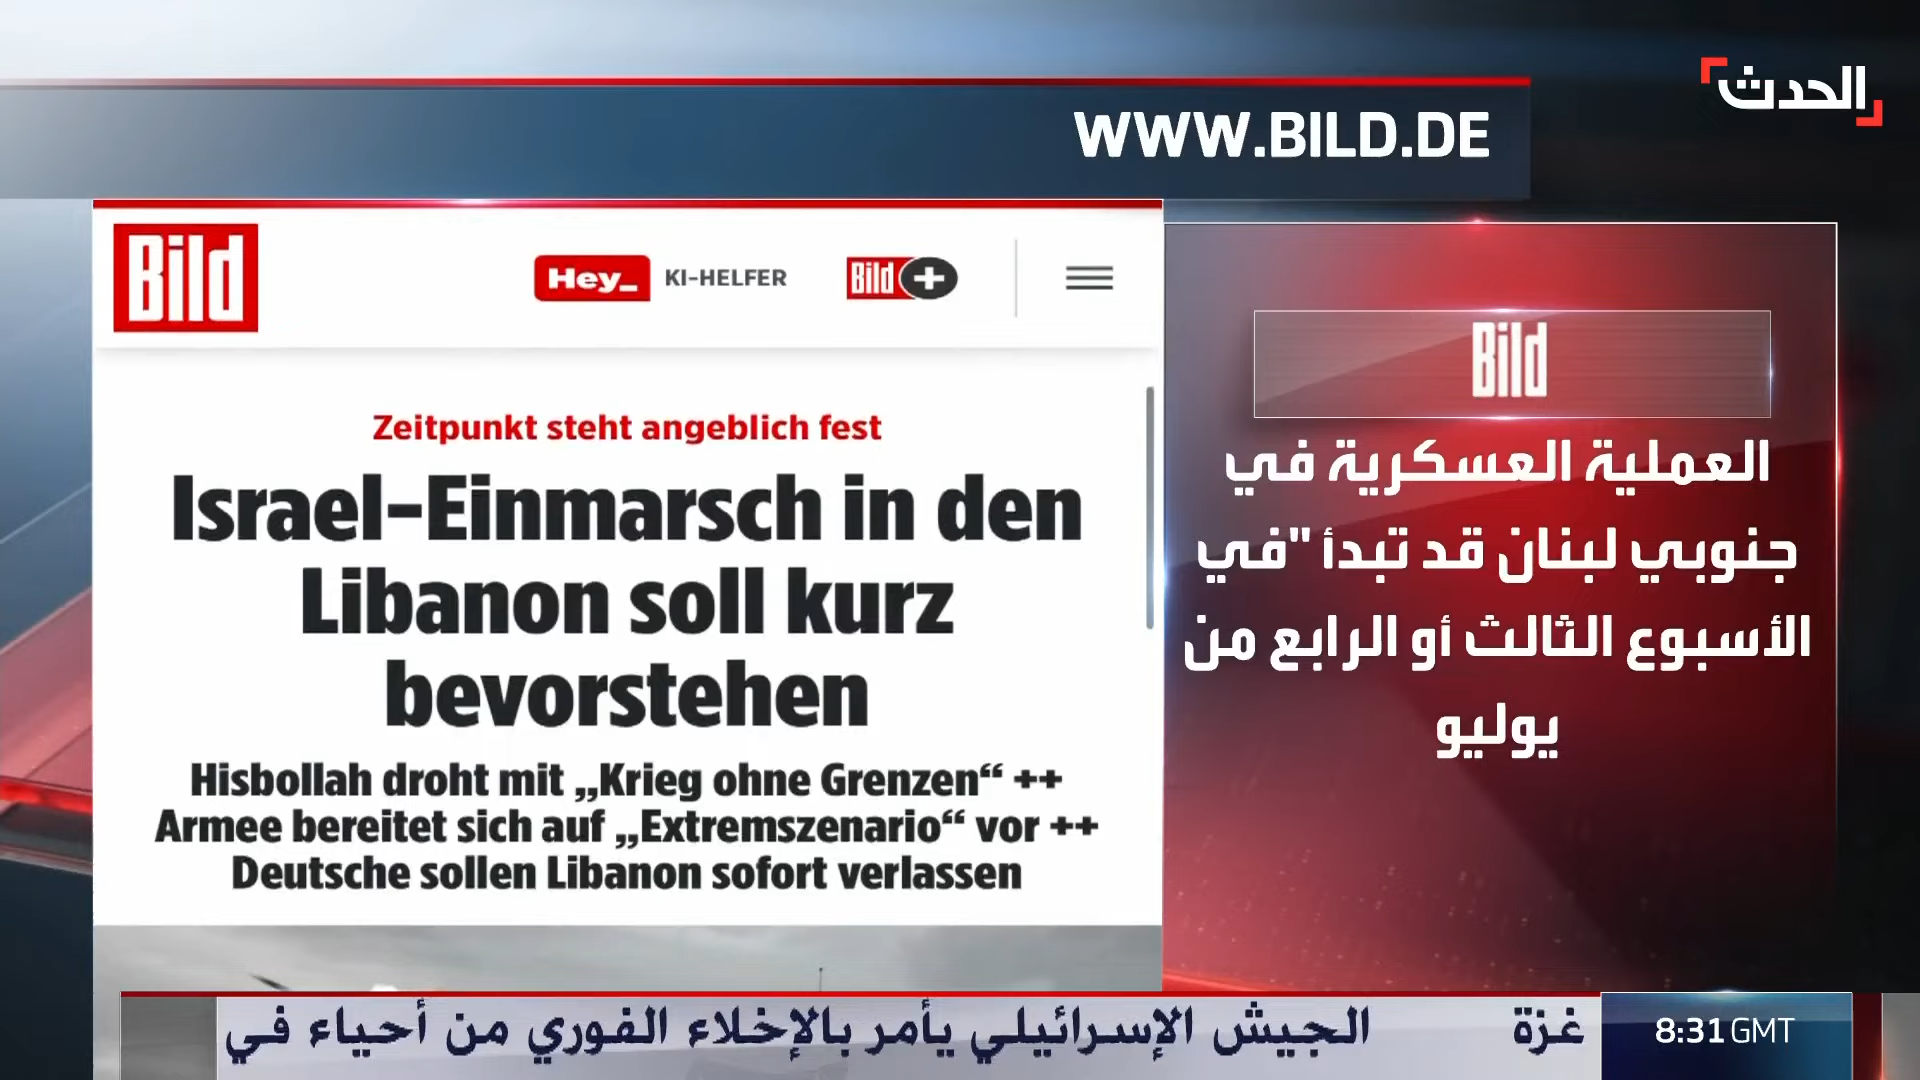 الحدث
WWW.BILD.DE
Bild
Hey_ KI-HELFER Bild+
Zeitpunkt steht angeblich fest
Israel-Einmarsch in den
Libanon soll kurz
bevorstehen
Hisbollah droht mit „Krieg ohne Grenzen“ ++
Armee bereitet sich auf „Extremszenario“ vor ++
Deutsche sollen Libanon sofort verlassen
Bild
العملية العسكرية في
جنوبي لبنان قد تبدأ "في
الأسبوع الثالث أو الرابع من
يوليو
غزة الجيش الإسرائيلي يأمر بالإخلاء الفوري من أحياء في
8:31 GMT